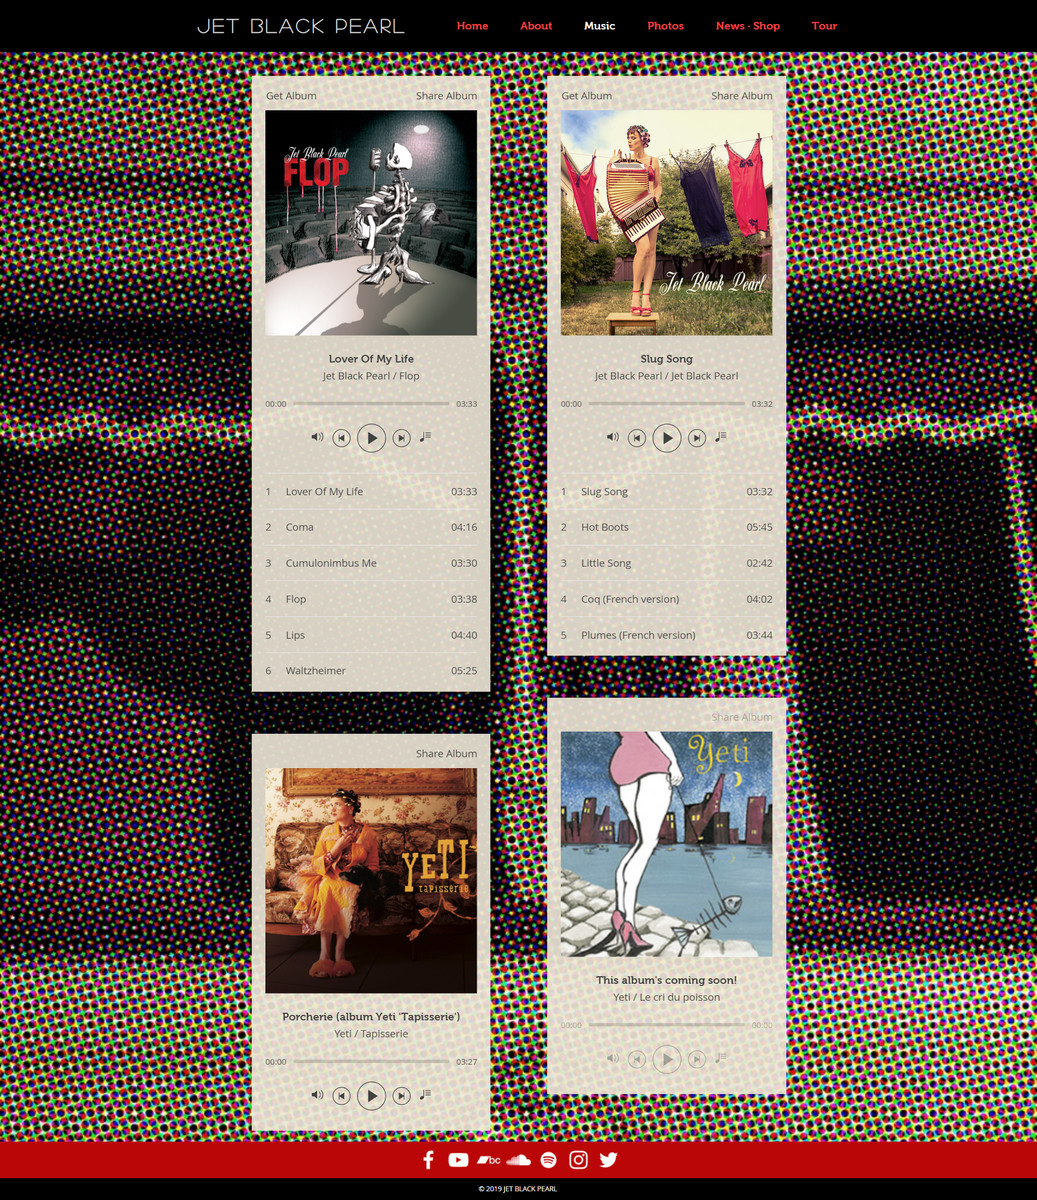 JET BLACK PEARL
Home About Music Photos News · Shop Tour
Get Album Share Album
Jet Black Pearl
FLOP
Lover Of My Life
Jet Black Pearl / Flop
00:00 03:33
1 Lover Of My Life 03:33
2 Coma 04:16
3 Cumulonimbus Me 03:30
4 Flop 03:38
5 Lips 04:40
6 Waltzheimer 05:25
Get Album Share Album
Jet Black Pearl
Slug Song
Jet Black Pearl / Jet Black Pearl
00:00 03:32
1 Slug Song 03:32
2 Hot Boots 05:45
3 Little Song 02:42
4 Coq (French version) 04:02
5 Plumes (French version) 03:44
Share Album
YeTI
tapisserie
Porcherie (album Yeti 'Tapisserie')
Yeti / Tapisserie
00:00 03:27
Share Album
Yeti
This album's coming soon!
Yeti / Le cri du poisson
00:00 00:00
bc
© 2019 JET BLACK PEARL